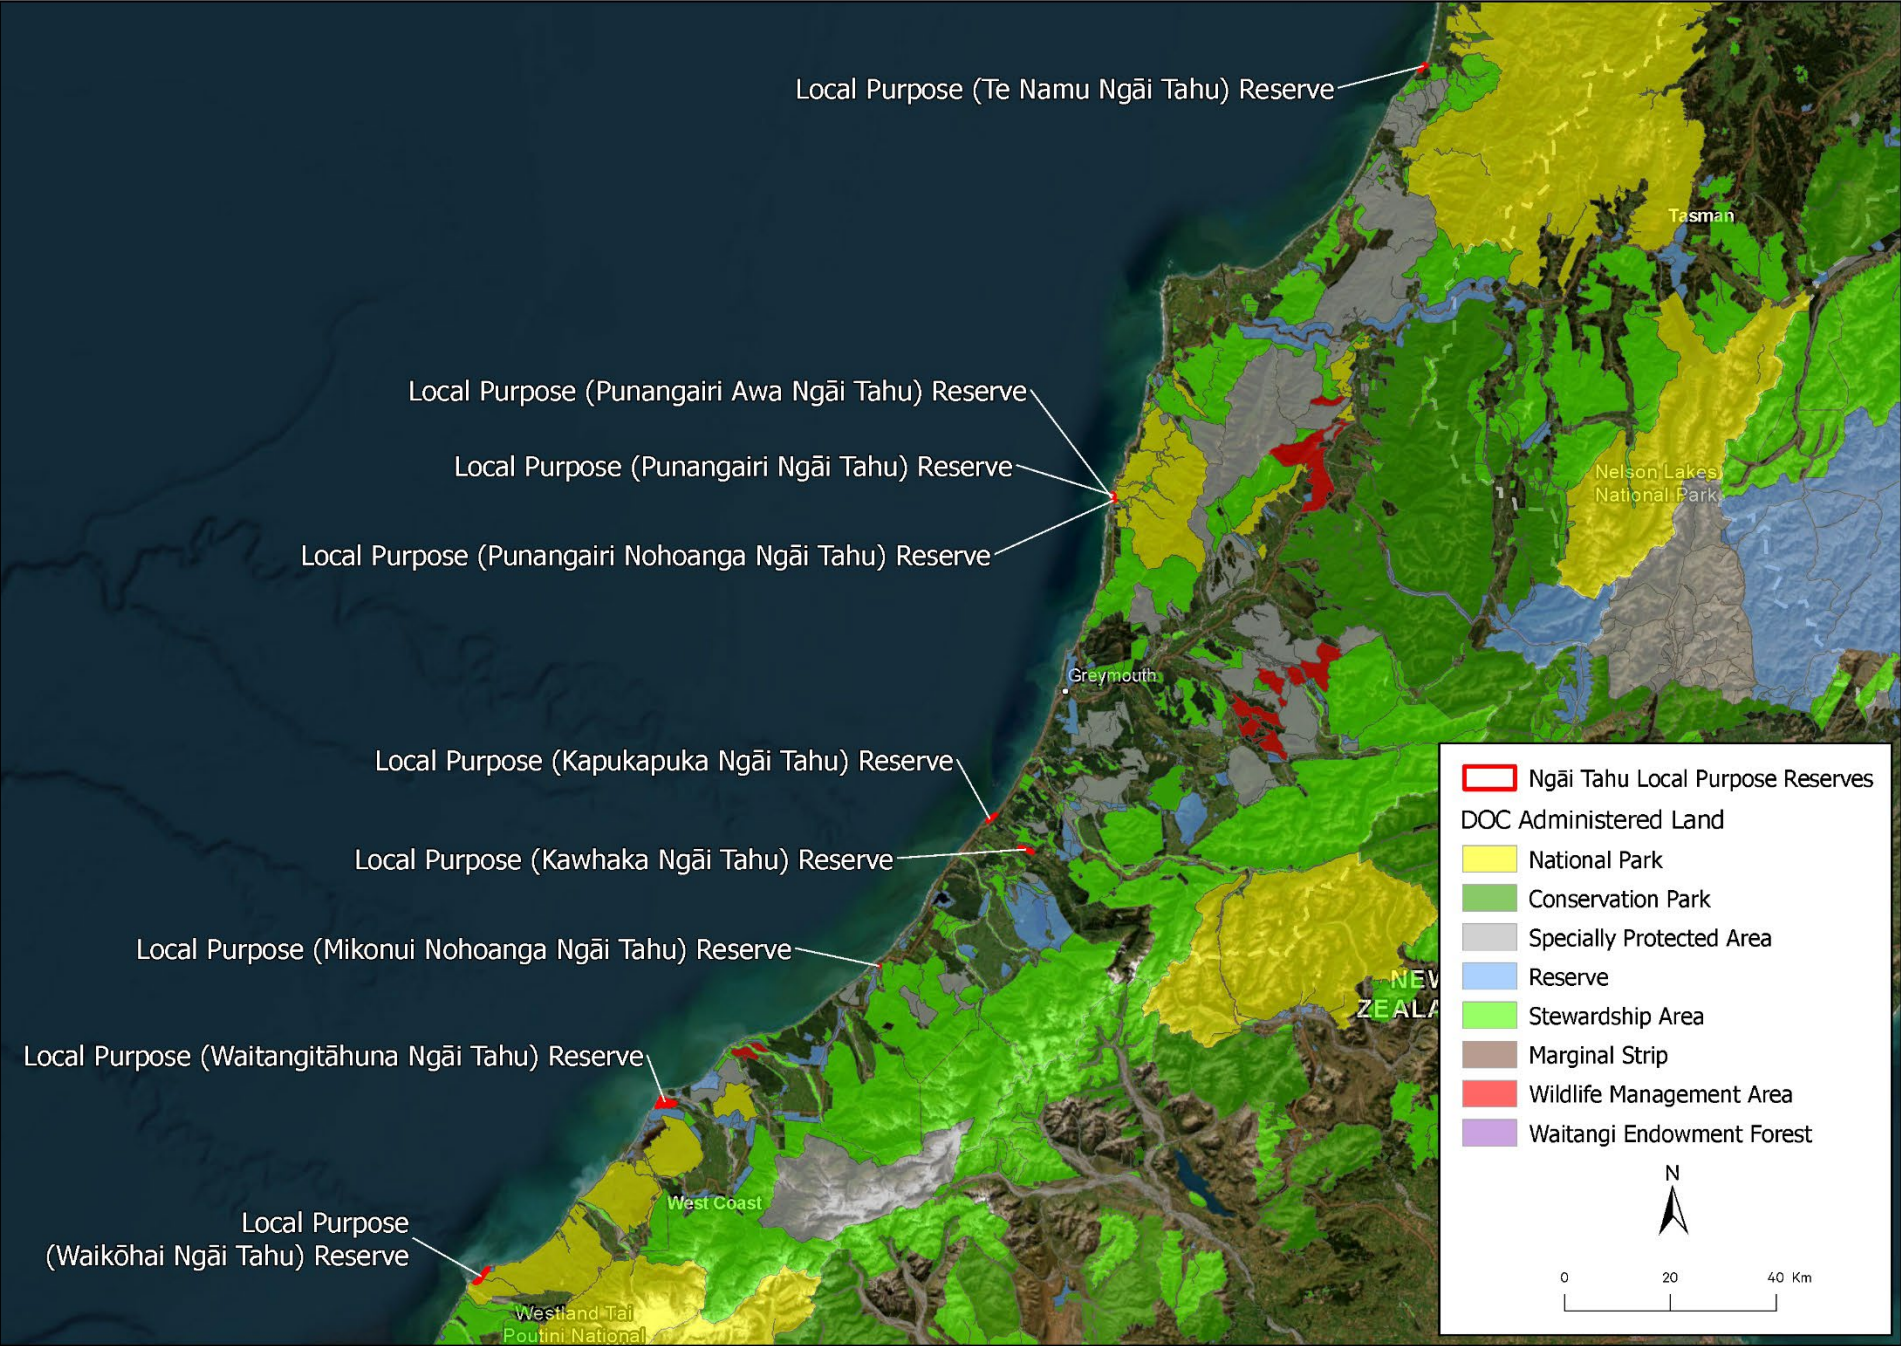 Local Purpose (Te Namu Ngāi Tahu) Reserve
Tasman
Local Purpose (Punangairi Awa Ngāi Tahu) Reserve
Local Purpose (Punangairi Ngāi Tahu) Reserve
Nelson Lakes
National Park
Local Purpose (Punangairi Nohoanga Ngāi Tahu) Reserve
Greymouth
Local Purpose (Kapukapuka Ngāi Tahu) Reserve
Local Purpose (Kawhaka Ngāi Tahu) Reserve
Local Purpose (Mikonui Nohoanga Ngāi Tahu) Reserve
NEW
ZEALA
Local Purpose (Waitangitāhuna Ngāi Tahu) Reserve
West Coast
Local Purpose
(Waikōhai Ngāi Tahu) Reserve
Westland Tai
Poutini National
Ngāi Tahu Local Purpose Reserves
DOC Administered Land
National Park
Conservation Park
Specially Protected Area
Reserve
Stewardship Area
Marginal Strip
Wildlife Management Area
Waitangi Endowment Forest
N
0 20 40 Km